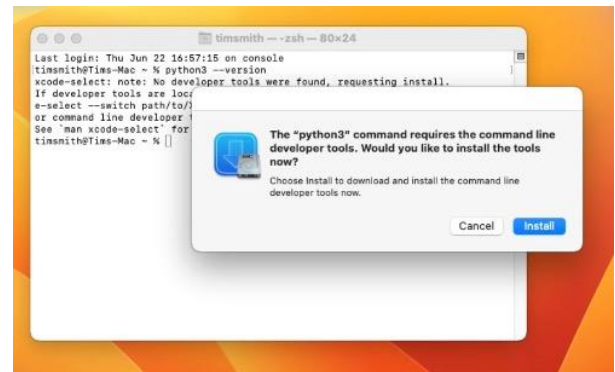 timsmith — -zsh — 80×24
Last login: Thu Jun 22 16:57:15 on console
timsmith@Tims-Mac ~ % python3 --version
xcode-select: note: No developer tools were found, requesting install.
If developer tools are loca
e-select --switch path/to/X
or command line developer t
See `man xcode-select` for
timsmith@Tims-Mac ~ %
The “python3” command requires the command line
developer tools. Would you like to install the tools
now?
Choose Install to download and install the command line
developer tools now.
Cancel
Install